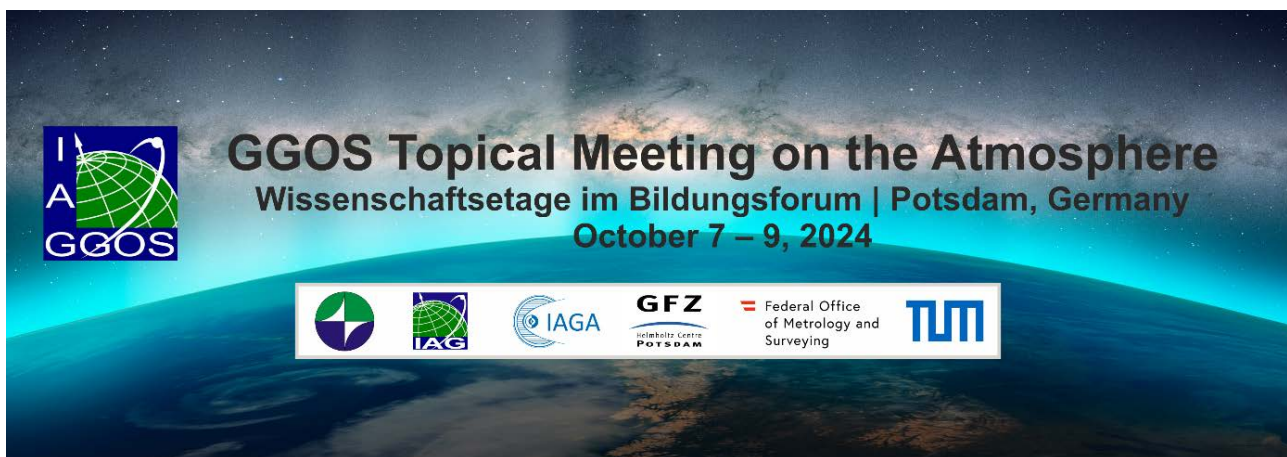 I
A
GGOS
GGOS Topical Meeting on the Atmosphere
Wissenschaftsetage im Bildungsforum | Potsdam, Germany
October 7 – 9, 2024
IAG
IAGA
GFZ
Helmholtz Centre
POTSDAM
Federal Office
of Metrology and
Surveying
TUM